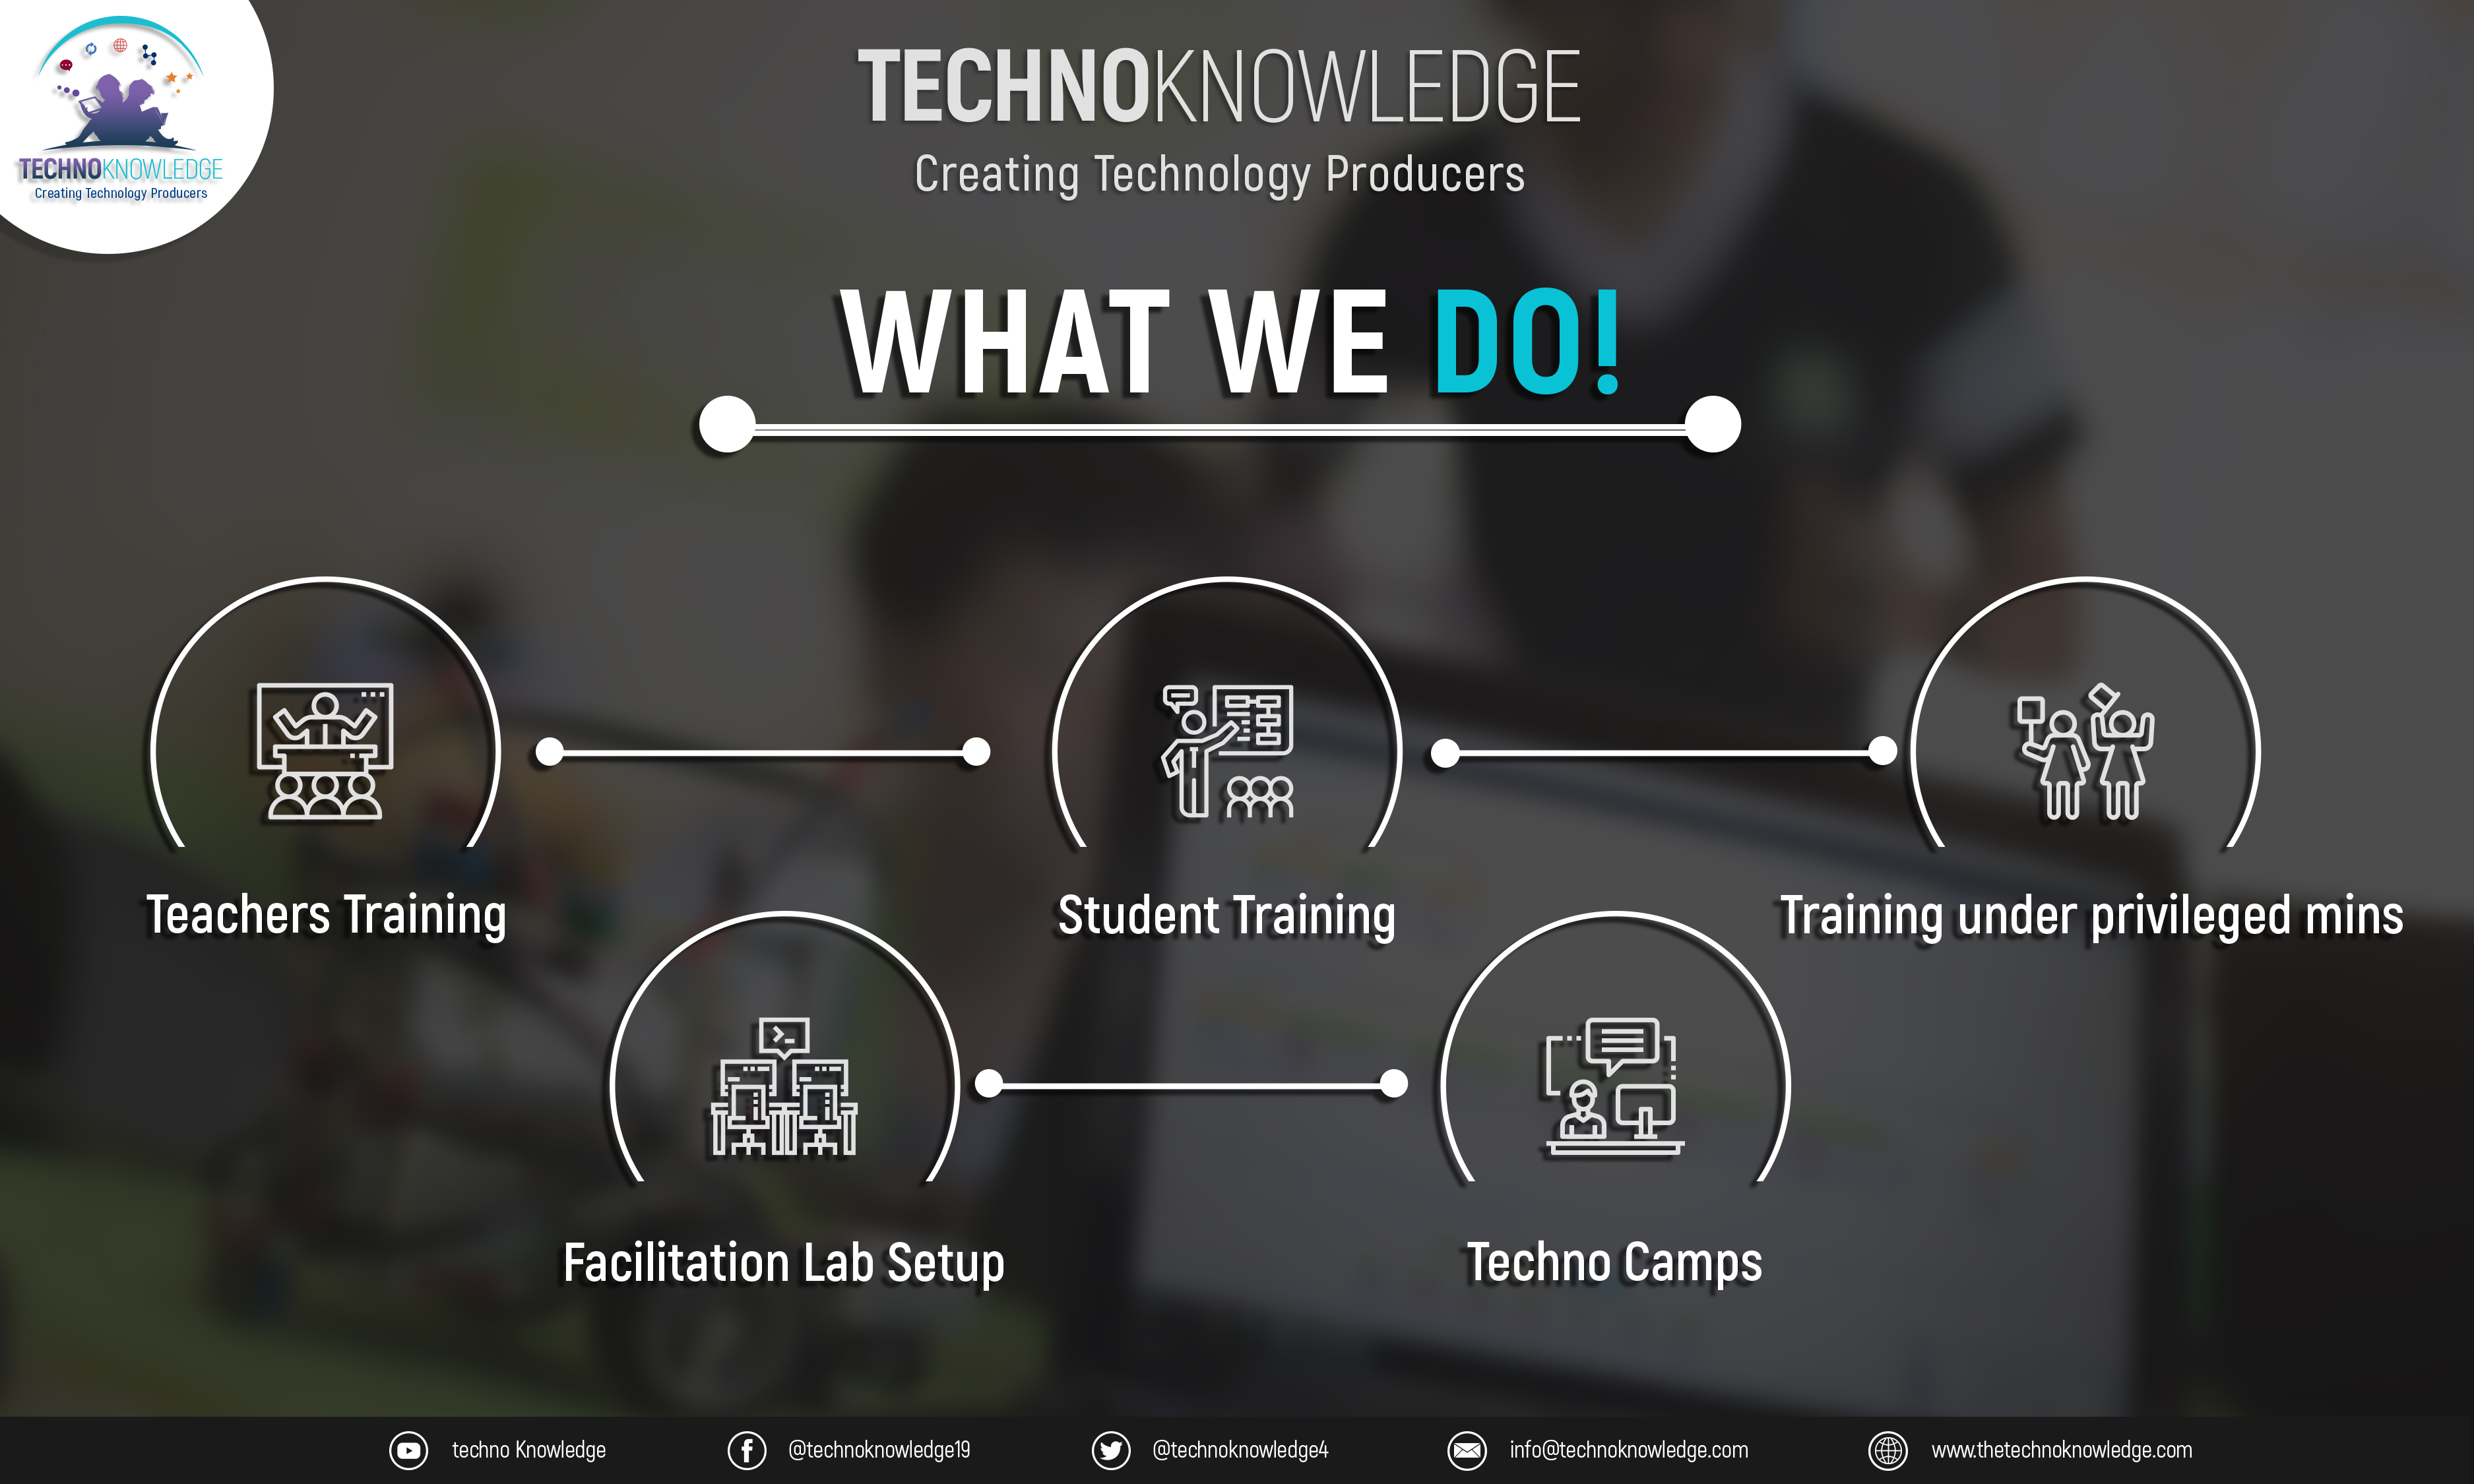 TECHNOKNOWLEDGE
Creating Technology Producers
TECHNOKNOWLEDGE
Creating Technology Producers
WHAT WE DO!
Teachers Training
Student Training
Training under privileged mins
Facilitation Lab Setup
Techno Camps
techno Knowledge
@technoknowledge19
@technoknowledge4
info@technoknowledge.com
www.thetechnoknowledge.com